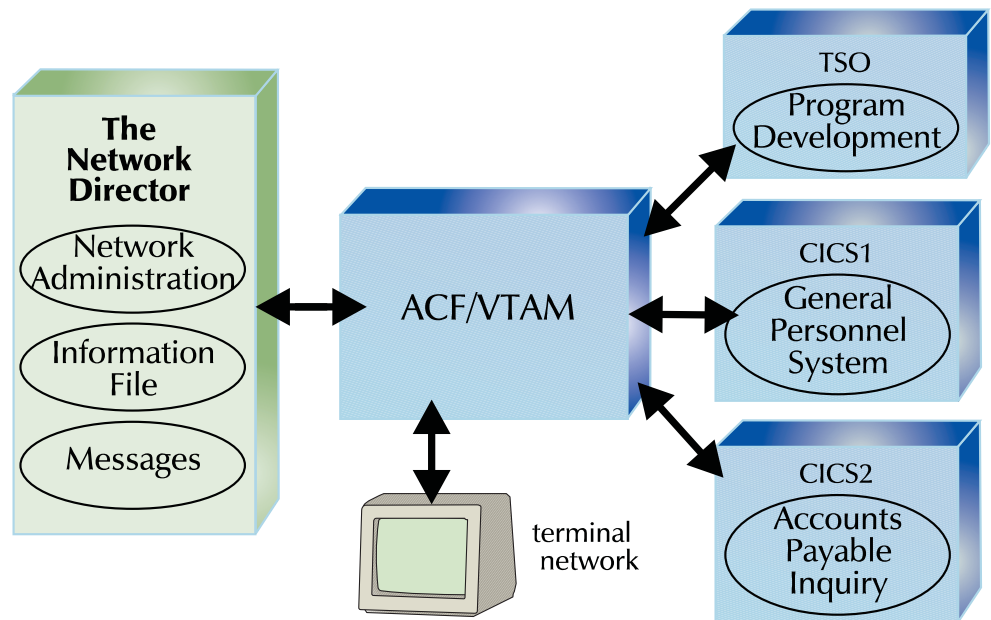 The
Network
Director
Network
Administration
Information
File
Messages
ACF/VTAM
terminal
network
TSO
Program
Development
CICS1
General
Personnel
System
CICS2
Accounts
Payable
Inquiry